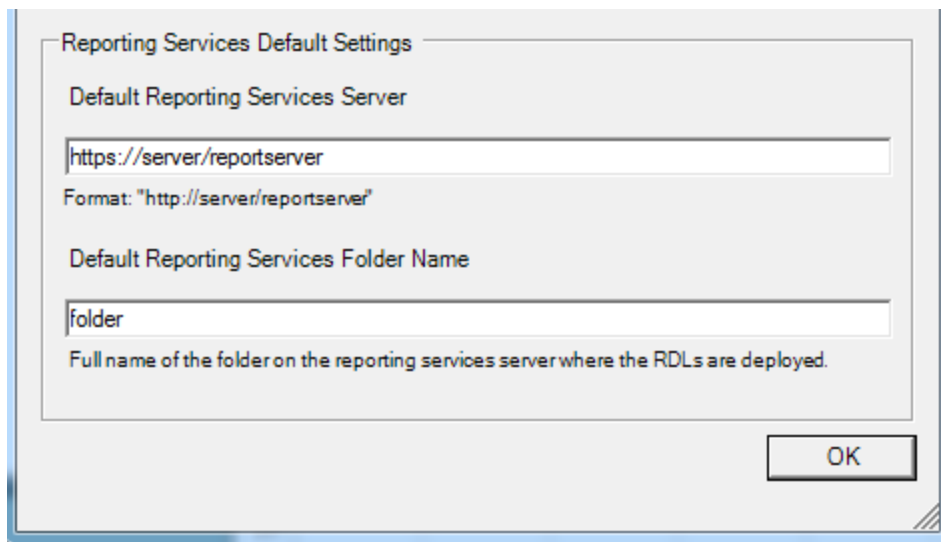 Reporting Services Default Settings
Default Reporting Services Server
https://server/reportserver
Format: "http://server/reportserver"
Default Reporting Services Folder Name
folder
Full name of the folder on the reporting services server where the RDLs are deployed.
OK